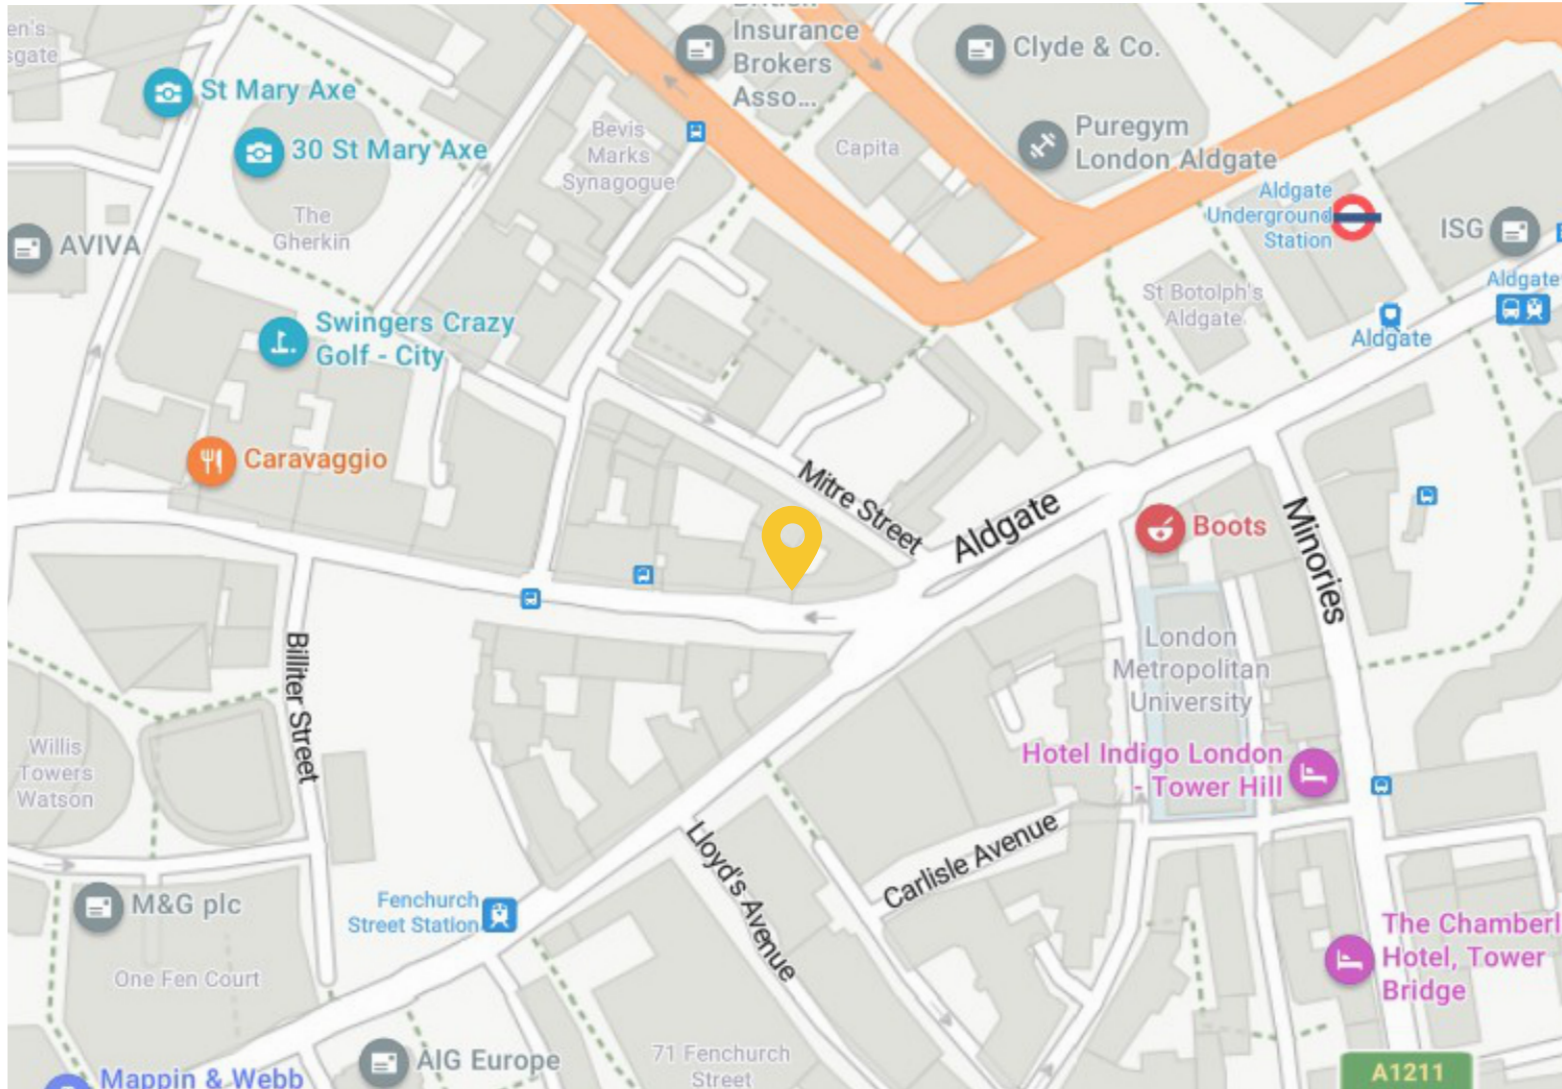 Insurance
Brokers
Asso...
Clyde & Co.
en's
sgate
St Mary Axe
30 St Mary Axe
Bevis
Marks
Synagogue
Capita
Puregym
London Aldgate
Aldgate
Underground
Station
The
Gherkin
AVIVA
ISG
Aldgate
St Botolph's
Aldgate
Aldgate
Swingers Crazy
Golf - City
Caravaggio
Mitre Street
Aldgate
Boots
Minories
Billiter Street
London
Metropolitan
University
Willis
Towers
Watson
Hotel Indigo London
- Tower Hill
Lloyd's Avenue
Carlisle Avenue
M&G plc
Fenchurch
Street Station
One Fen Court
The Chamberl
Hotel, Tower
Bridge
AIG Europe
71 Fenchurch
Street
Mappin & Webb
A1211